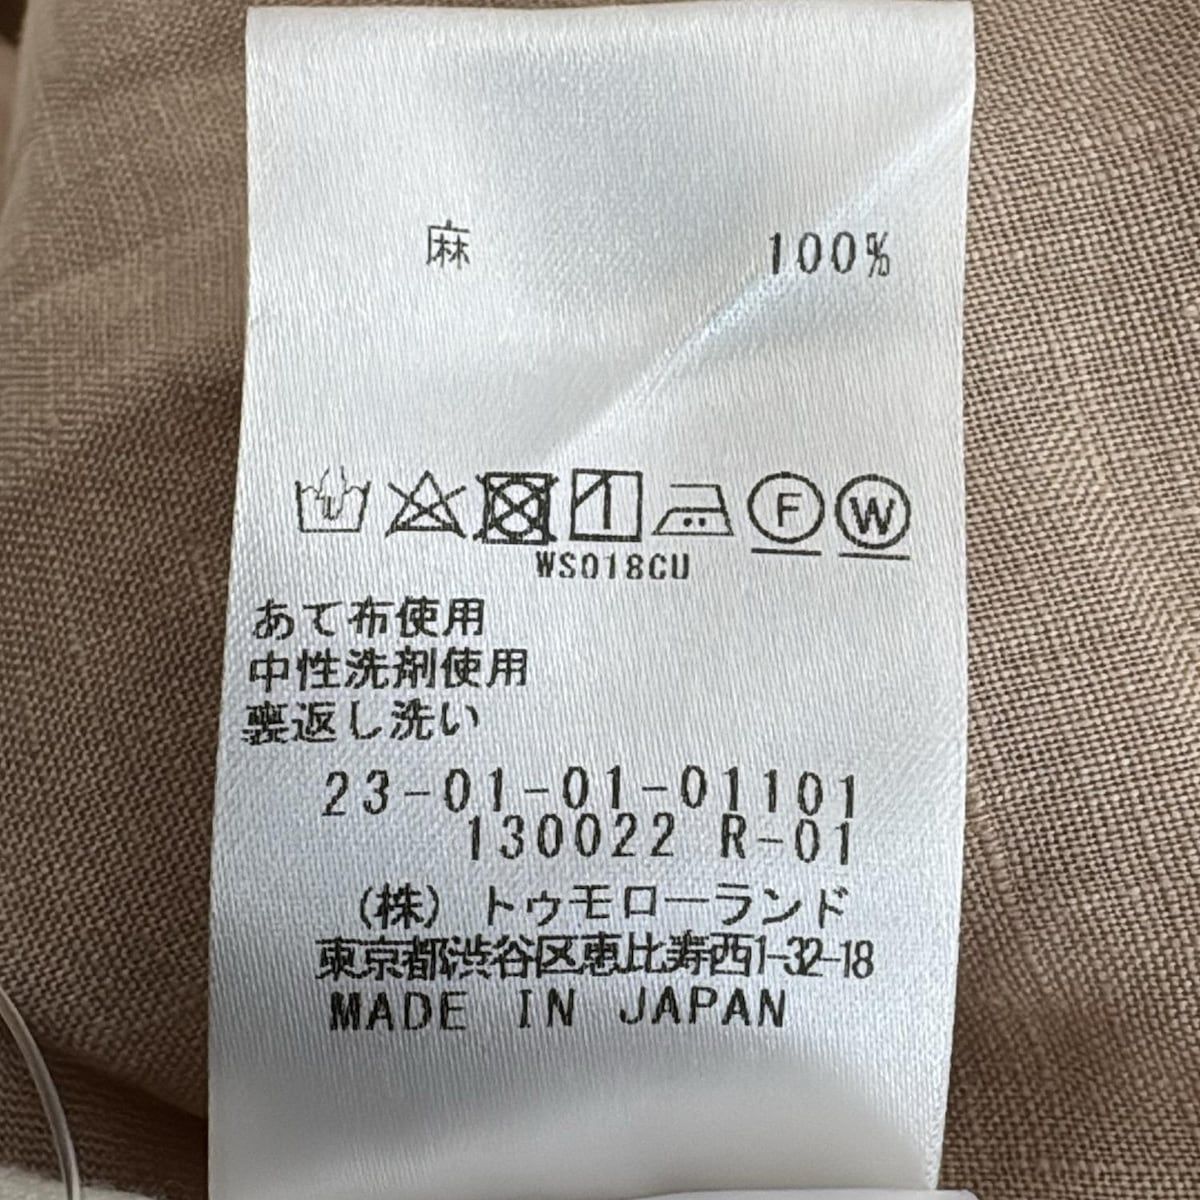 麻 100%
F W
WS018CU
あて布使用
中性洗剤使用
裏返し洗い
23-01-01-01101
130022 R-01
(株)トゥモローランド
東京都渋谷区恵比寿西1-32-18
MADE IN JAPAN